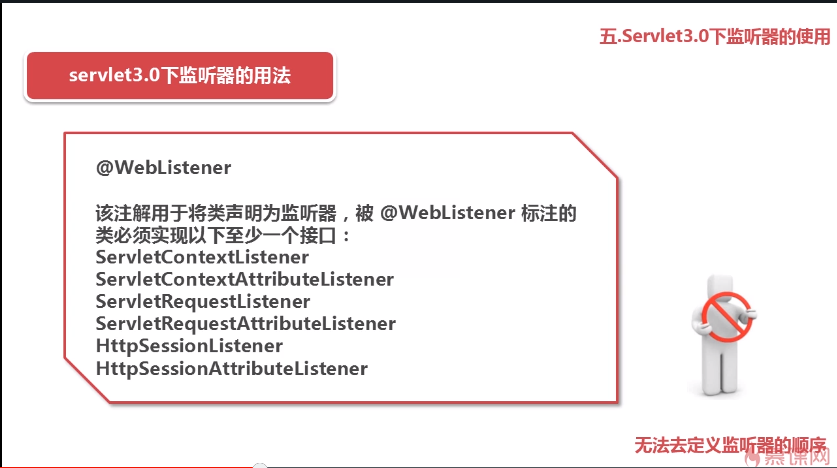 五.Servlet3.0下监听器的使用
servlet3.0下监听器的用法
@WebListener
该注解用于将类声明为监听器，被 @WebListener 标注的
类必须实现以下至少一个接口：
ServletContextListener
ServletContextAttributeListener
ServletRequestListener
ServletRequestAttributeListener
HttpSessionListener
HttpSessionAttributeListener
无法去定义监听器的顺序
慕课网